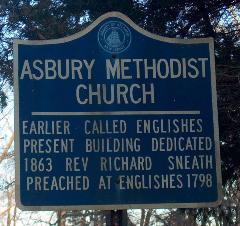 ASBURY METHODIST
CHURCH
EARLIER CALLED ENGLISHES
PRESENT BUILDING DEDICATED
1863 REV RICHARD SNEATH
PREACHED AT ENGLISHES 1798